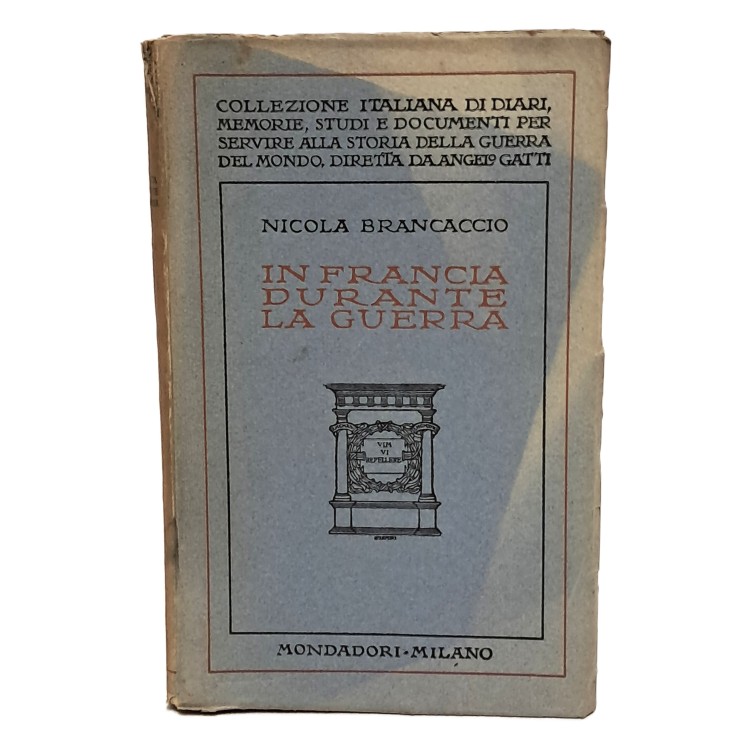 COLLEZIONE ITALIANA DI DIARI,
MEMORIE, STUDI E DOCUMENTI PER
SERVIRE ALLA STORIA DELLA GUERRA
DEL MONDO, DIRETTA DA ANGELO GATTI
NICOLA BRANCACCIO
IN FRANCIA
DURANTE
LA GUERRA
VIM
VI
REPELLERE
MONDADORI-MILANO